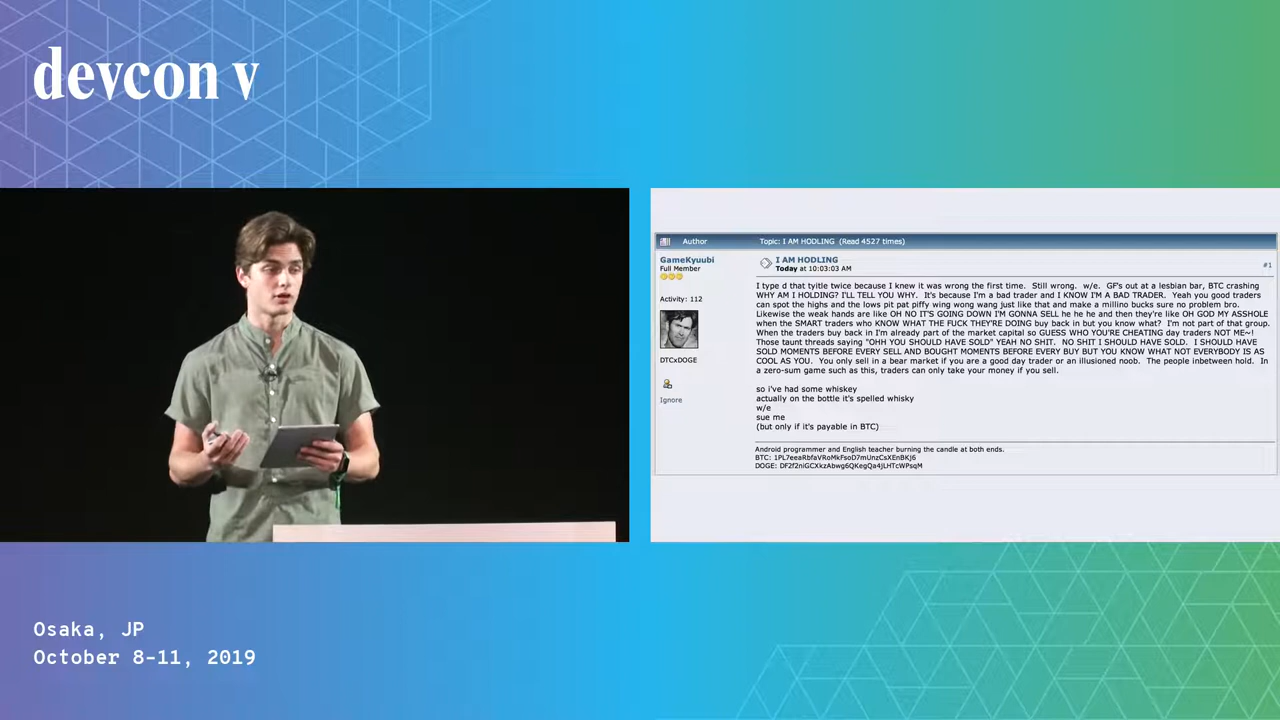 devcon v
Author
Topic: I AM HODLING (Read 4527 times)
GameKyuubi
Full Member
Activity: 112
DTCxDOGE
Ignore
I AM HODLING
Today at 10:03:03 AM
#1
I type d that tyitle twice because I knew it was wrong the first time. Still wrong. w/e. GF's out at a lesbian bar, BTC crashing
WHY AM I HOLDING? I'LL TELL YOU WHY. It's because I'm a bad trader and I KNOW I'M A BAD TRADER. Yeah you good traders
can spot the highs and the lows pit pat piffy wing wong wang just like that and make a millino bucks sure no problem bro.
Likewise the weak hands are like OH NO IT'S GOING DOWN I'M GONNA SELL he he he and then they're like OH GOD MY ASSHOLE
when the SMART traders who KNOW WHAT THE FUCK THEY'RE DOING buy back in but you know what? I'm not part of that group.
When the traders buy back in I'm already part of the market capital so GUESS WHO YOU'RE CHEATING day traders NOT ME~!
Those taunt threads saying "OHH YOU SHOULD HAVE SOLD" YEAH NO SHIT. NO SHIT I SHOULD HAVE SOLD. I SHOULD HAVE
SOLD MOMENTS BEFORE EVERY SELL AND BOUGHT MOMENTS BEFORE EVERY BUY BUT YOU KNOW WHAT NOT EVERYBODY IS AS
COOL AS YOU. You only sell in a bear market if you are a good day trader or an illusioned noob. The people inbetween hold. In
a zero-sum game such as this, traders can only take your money if you sell.
so i've had some whiskey
actually on the bottle it's spelled whisky
w/e
sue me
(but only if it's payable in BTC)
Android programmer and English teacher burning the candle at both ends.
BTC: 1PL7eeaRbfaVRoMkFsoD7mUnzCsXEnBKj6
DOGE: DF2f2niGCXkzAbwg6QKegQa4jLHTcWPsqM
Osaka, JP
October 8-11, 2019